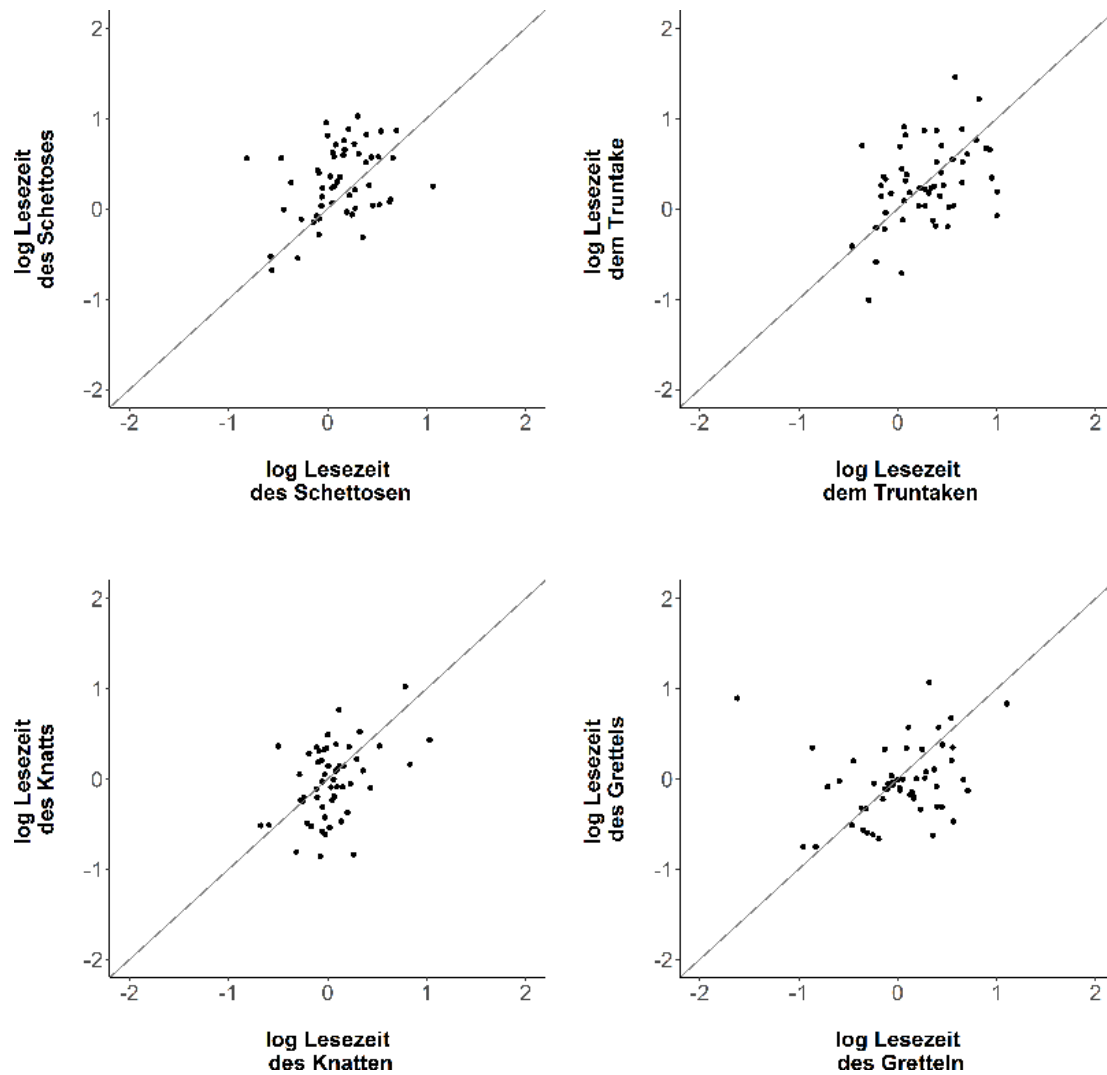 2
1
0
-1
-2
log Lesezeit
des Schettoses
-2 -1 0 1 2
log Lesezeit
des Schettosen
2
1
0
-1
-2
log Lesezeit
dem Truntake
-2 -1 0 1 2
log Lesezeit
dem Truntaken
2
1
0
-1
-2
log Lesezeit
des Knatts
-2 -1 0 1 2
log Lesezeit
des Knatten
2
1
0
-1
-2
log Lesezeit
des Grettels
-2 -1 0 1 2
log Lesezeit
des Gretteln